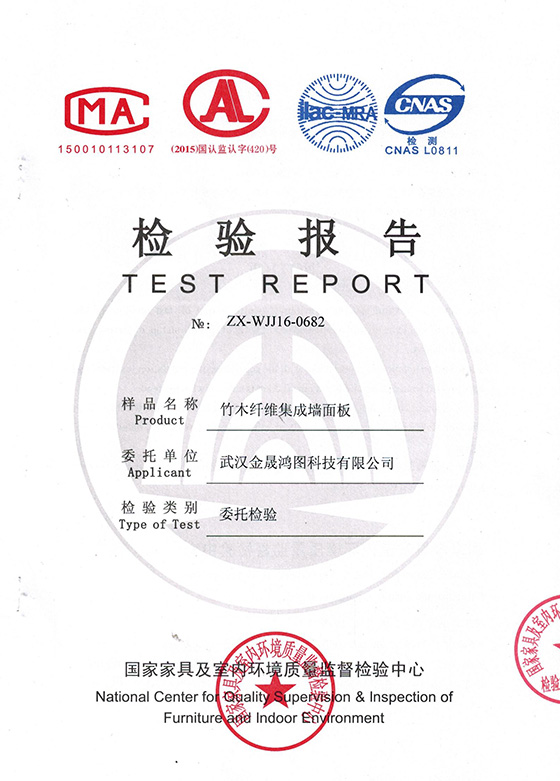 MA
150010113107
CAL
(2015)国认监认字(420)号
ilac-MRA
CNAS
检 测
CNAS L0811
检 验 报 告
TEST REPORT
№: ZX-WJJ16-0682
样品名称 竹木纤维集成墙面板
Product
委托单位 武汉金晟鸿图科技有限公司
Applicant
检验类别 委托检验
Type of Test
国家家具及室内环境质量监督检验中心
National Center for Quality Supervision & Inspection of
Furniture and Indoor Environment
国家家具及室内环境质量监督检验中心
国家家具及室内环
检验